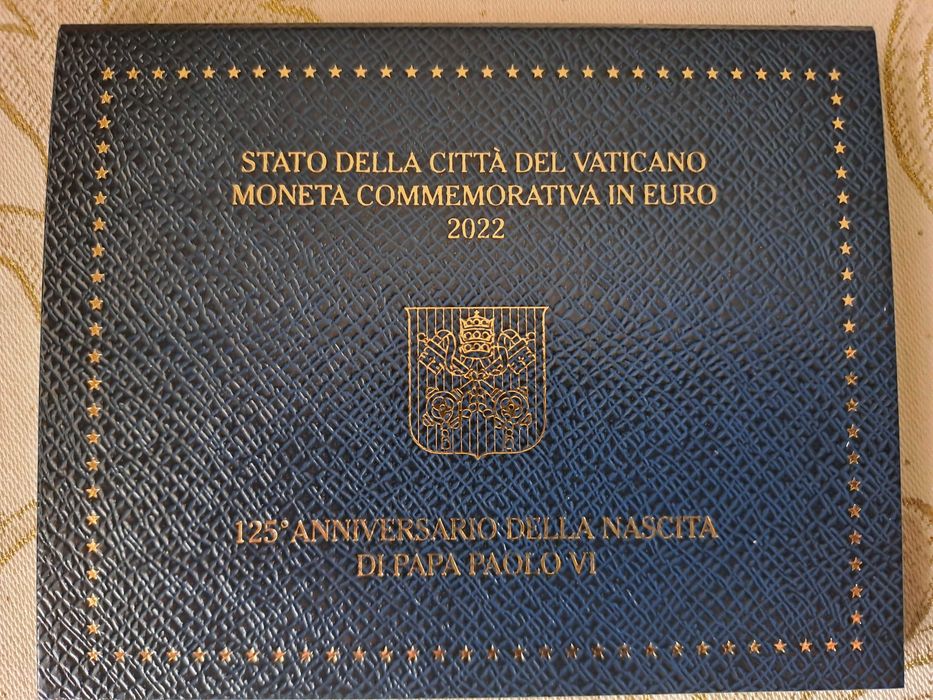 STATO DELLA CITTÀ DEL VATICANO
MONETA COMMEMORATIVA IN EURO
2022
125° ANNIVERSARIO DELLA NASCITA
DI PAPA PAOLO VI